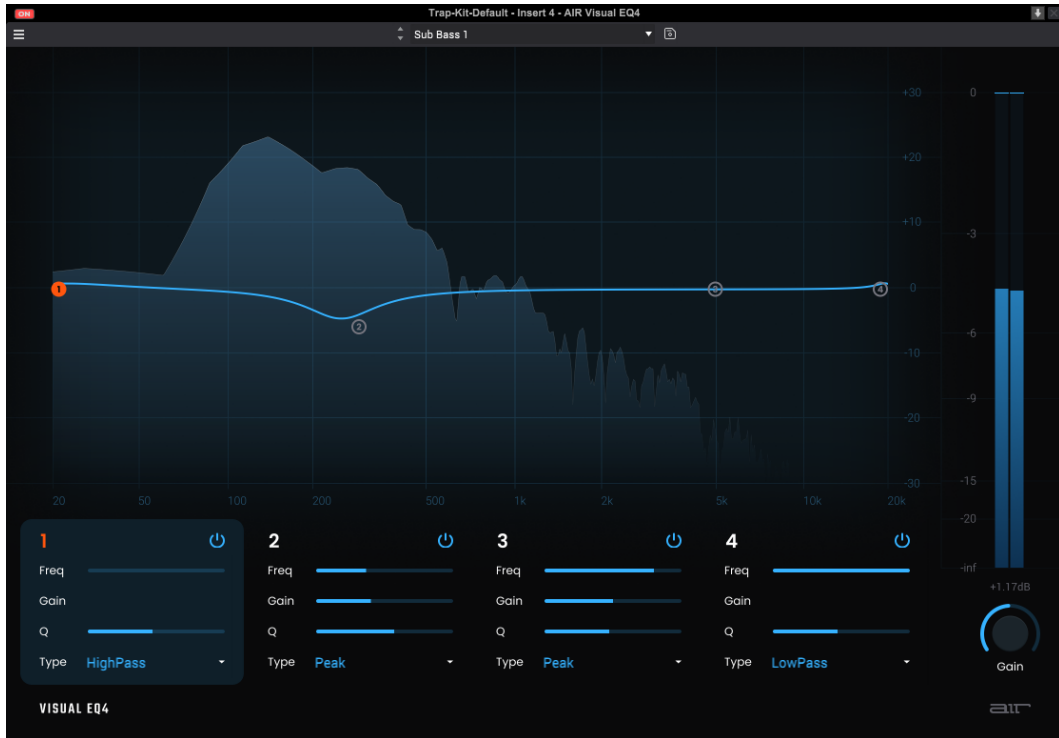 ON
Trap-Kit-Default - Insert 4 - AIR Visual EQ4
Sub Bass 1
+30
+20
+10
0
-10
-20
-30
20 50 100 200 500 1k 2k 5k 10k 20k
0
-3
-6
-9
-15
-20
-inf
+1.17dB
Gain
1
2
3
4
1
Freq
Gain
Q
Type HighPass
2
Freq
Gain
Q
Type Peak
3
Freq
Gain
Q
Type Peak
4
Freq
Gain
Q
Type LowPass
VISUAL EQ4
air